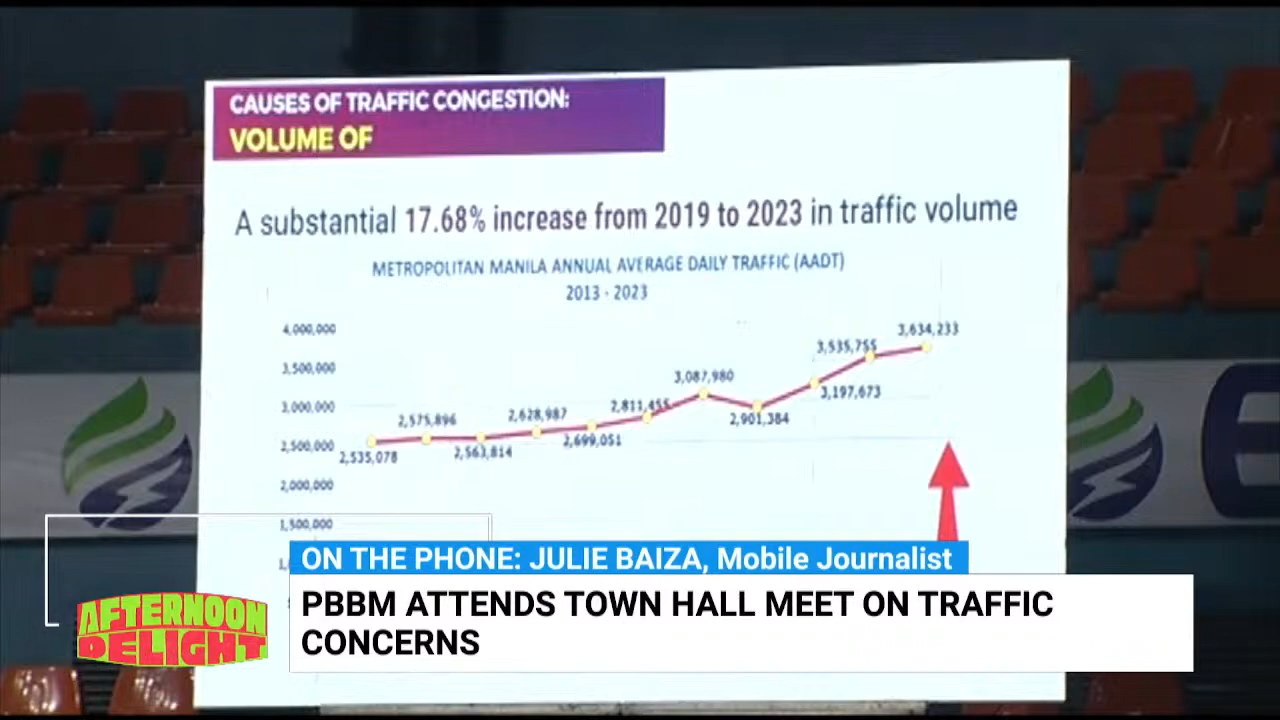 CAUSES OF TRAFFIC CONGESTION:
VOLUME OF
A substantial 17.68% increase from 2019 to 2023 in traffic volume
METROPOLITAN MANILA ANNUAL AVERAGE DAILY TRAFFIC (AADT)
2013 - 2023
4,000,000
3,634,233
3,535,755
3,500,000
3,087,980
3,197,673
3,000,000
2,811,455
2,628,987
2,575,896
2,901,384
2,699,051
2,500,000
2,563,814
2,535,078
2,000,000
1,500,000
ON THE PHONE: JULIE BAIZA, Mobile Journalist
PBBM ATTENDS TOWN HALL MEET ON TRAFFIC
CONCERNS
AFTERNOON
DELIGHT